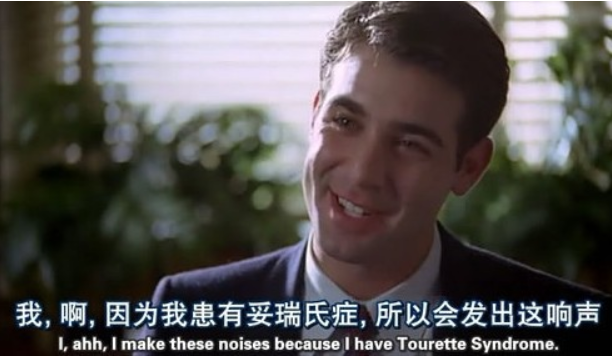 我, 啊, 因为我患有妥瑞氏症, 所以会发出这响声
I, ahh, I make these noises because I have Tourette Syndrome.